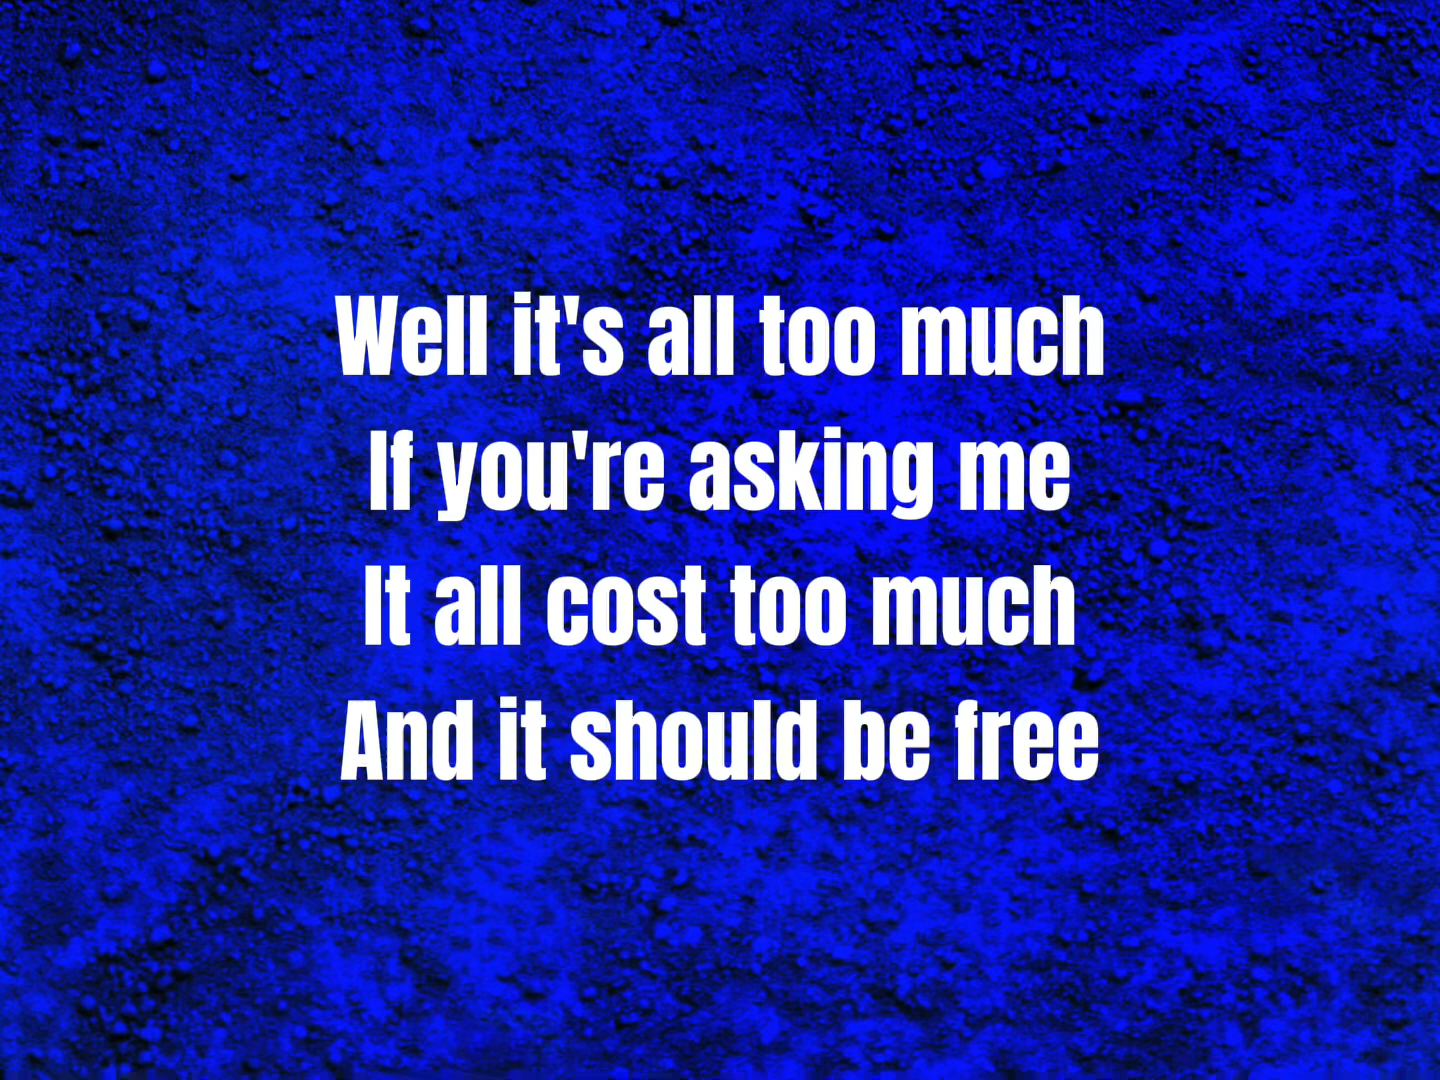 Well it's all too much
If you're asking me
It all cost too much
And it should be free